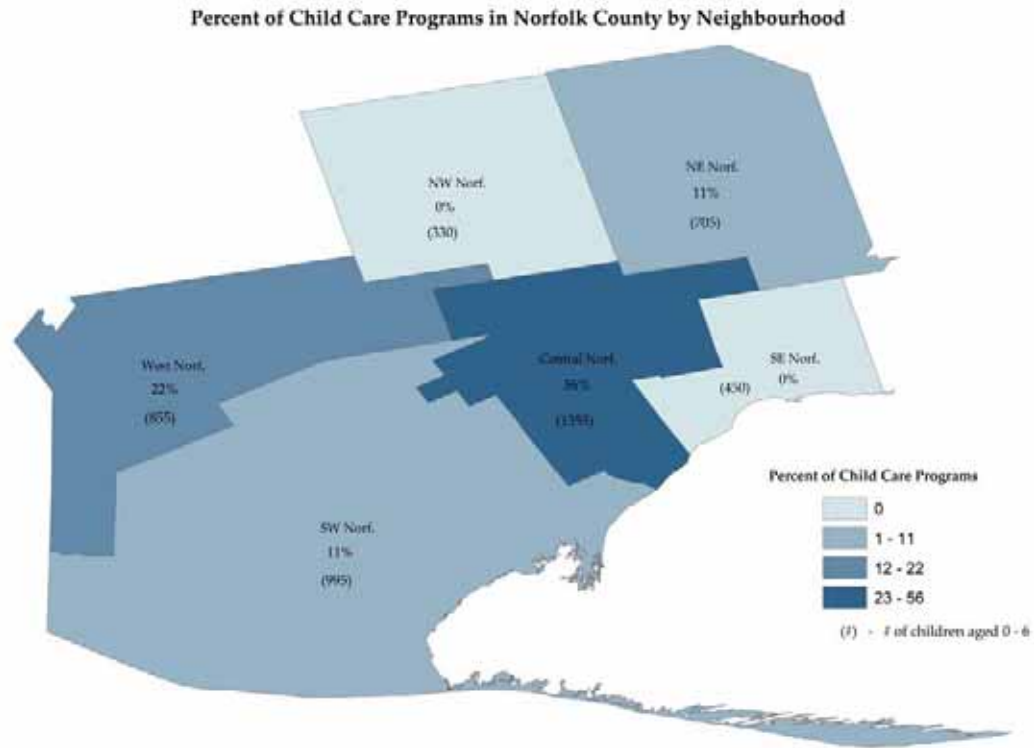 Percent of Child Care Programs in Norfolk County by Neighbourhood
NW Norf.
0%
(330)
NE Norf.
11%
(705)
West Norf.
22%
(855)
Central Norf.
56%
SE Norf.
0%
(450)
SW Norf.
11%
(995)
Percent of Child Care Programs
0
1 - 11
12 - 22
23 - 56
(#) - # of children aged 0 - 6